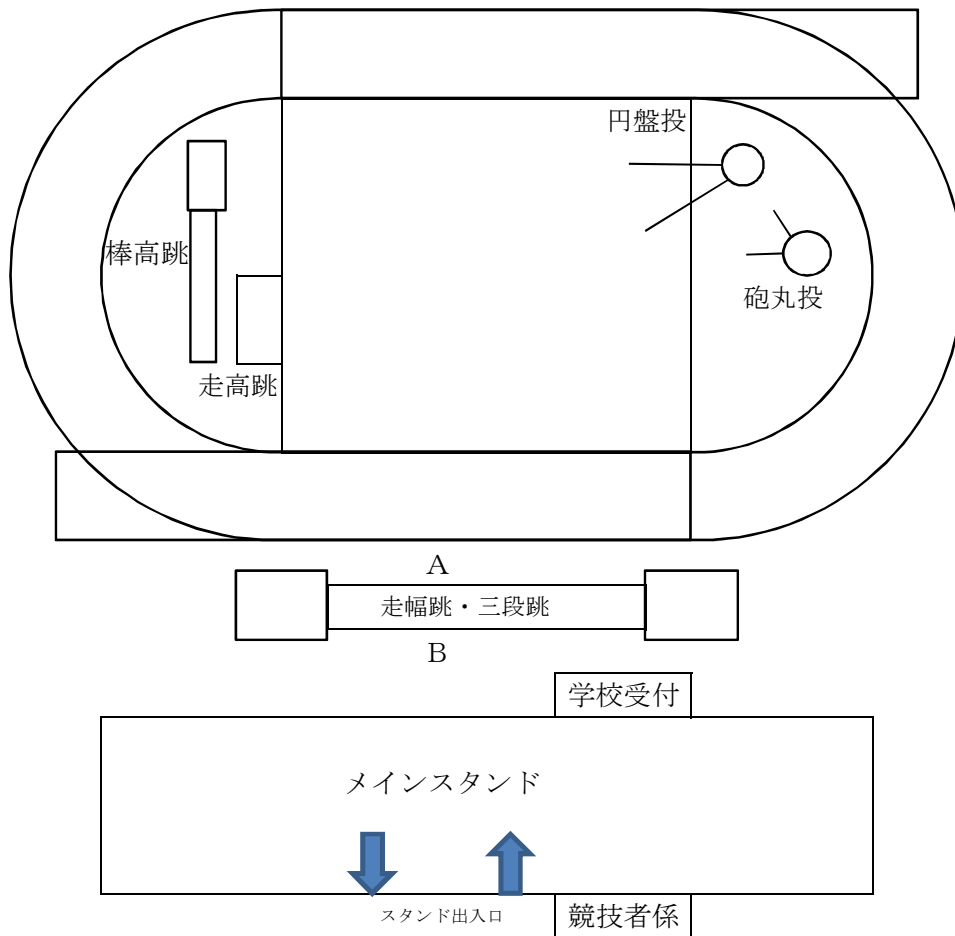 円盤投
棒高跳
砲丸投
走高跳
A
走幅跳・三段跳
B
学校受付
メインスタンド
スタンド出入口
競技者係